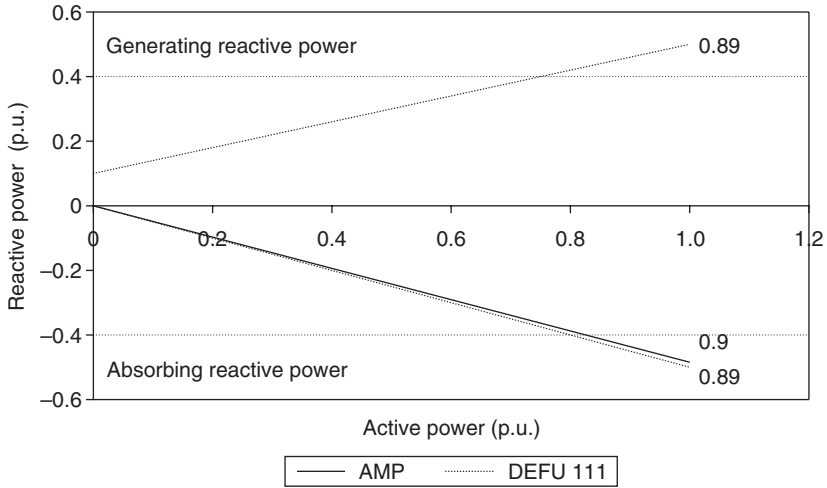 0.6
Generating reactive power
0.89
0.4
0.2
0
0
0.2
0.4
0.6
0.8
1.0
1.2
–0.2
–0.4
0.9
Absorbing reactive power
0.89
–0.6
Reactive power (p.u.)
Active power (p.u.)
AMP
DEFU 111